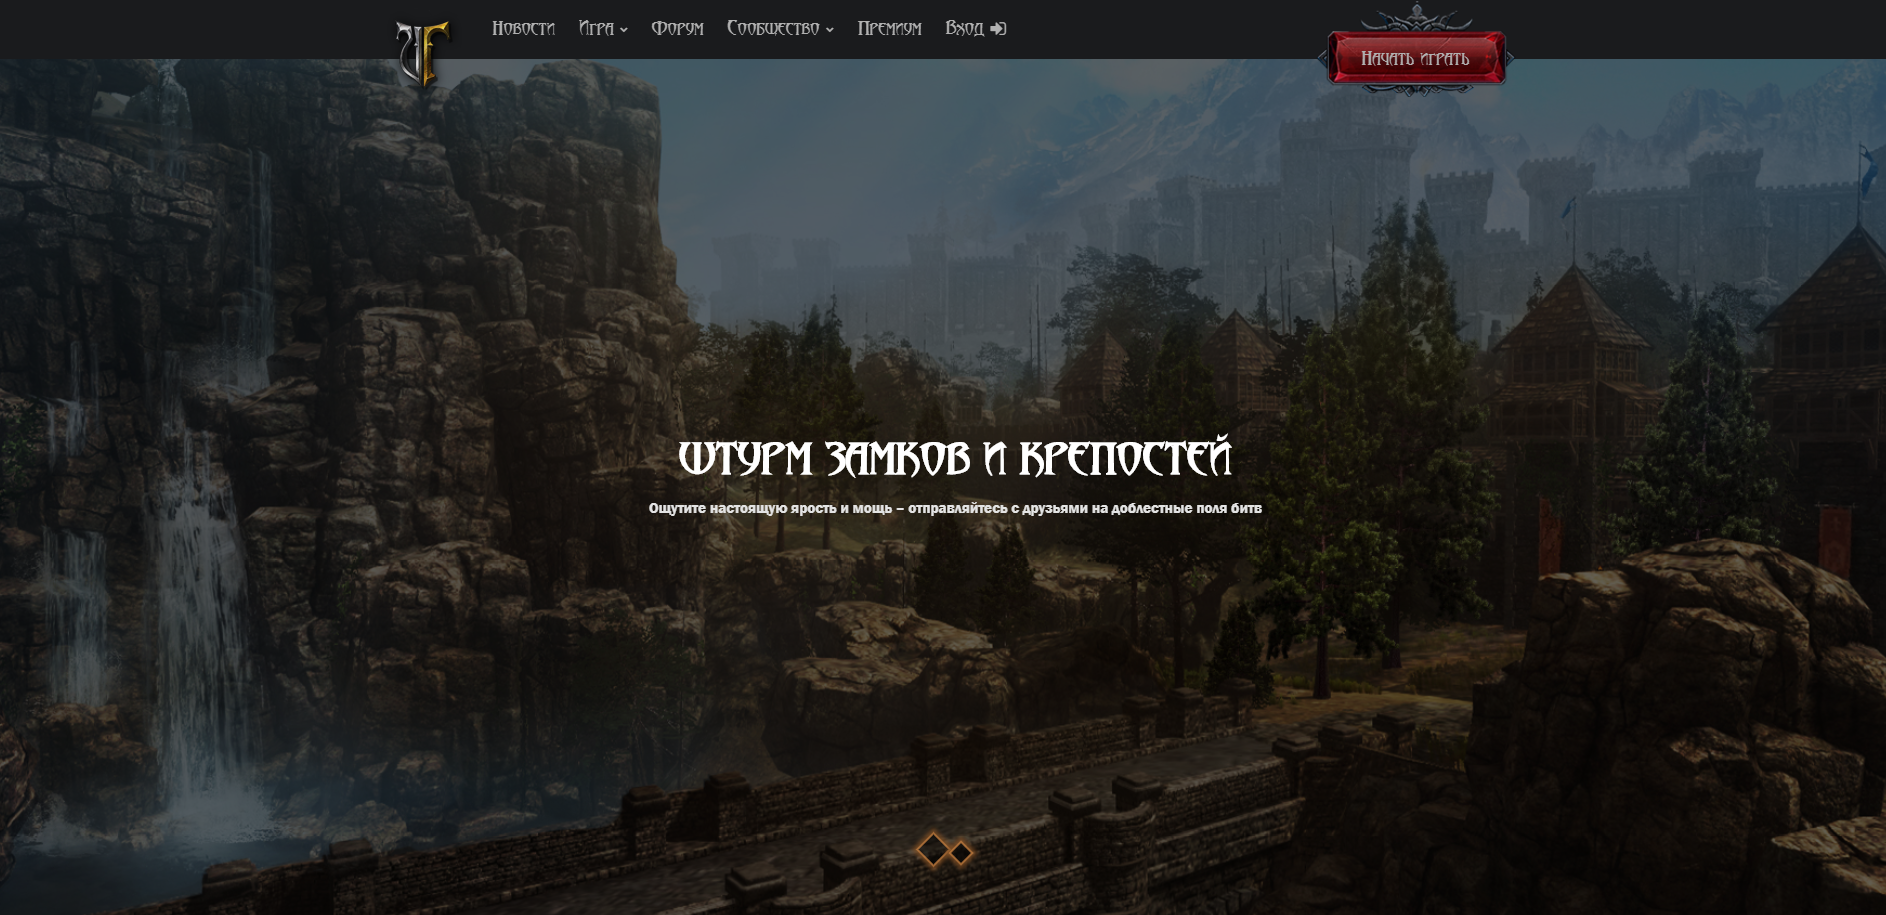 Новости Игра Форум Сообщество Премиум Вход
Начать играть
ШТУРМ ЗАМКОВ И КРЕПОСТЕЙ
Ощутите настоящую ярость и мощь – отправляйтесь с друзьями на доблестные поля битв